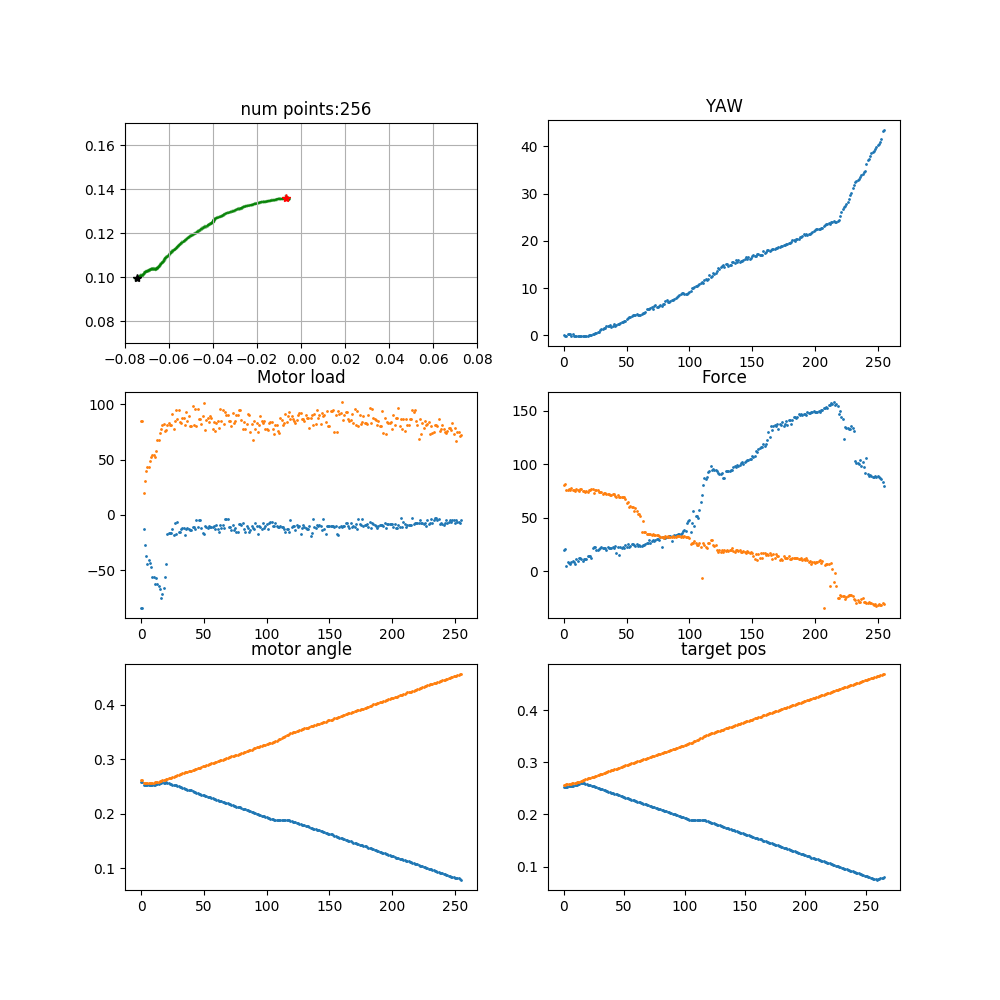 num points:256
0.16
0.14
0.12
0.10
0.08
−0.08 −0.06 −0.04 −0.02 0.00 0.02 0.04 0.06 0.08
YAW
40
30
20
10
0
0 50 100 150 200 250
Motor load
100
50
0
−50
0 50 100 150 200 250
Force
150
100
50
0
0 50 100 150 200 250
motor angle
0.4
0.3
0.2
0.1
0 50 100 150 200 250
target pos
0.4
0.3
0.2
0.1
0 50 100 150 200 250